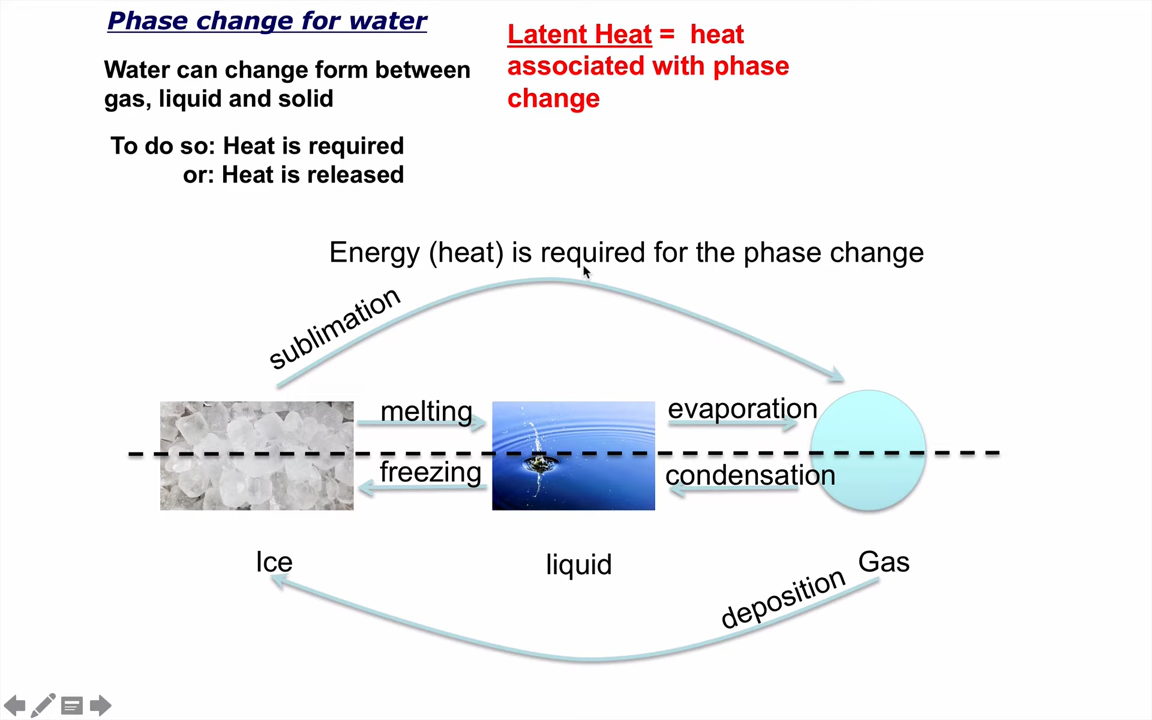 Phase change for water
Water can change form between
gas, liquid and solid
To do so: Heat is required
or: Heat is released
Latent Heat = heat
associated with phase
change
Energy (heat) is required for the phase change
sublimation
melting
evaporation
freezing
condensation
Ice
liquid
Gas
deposition